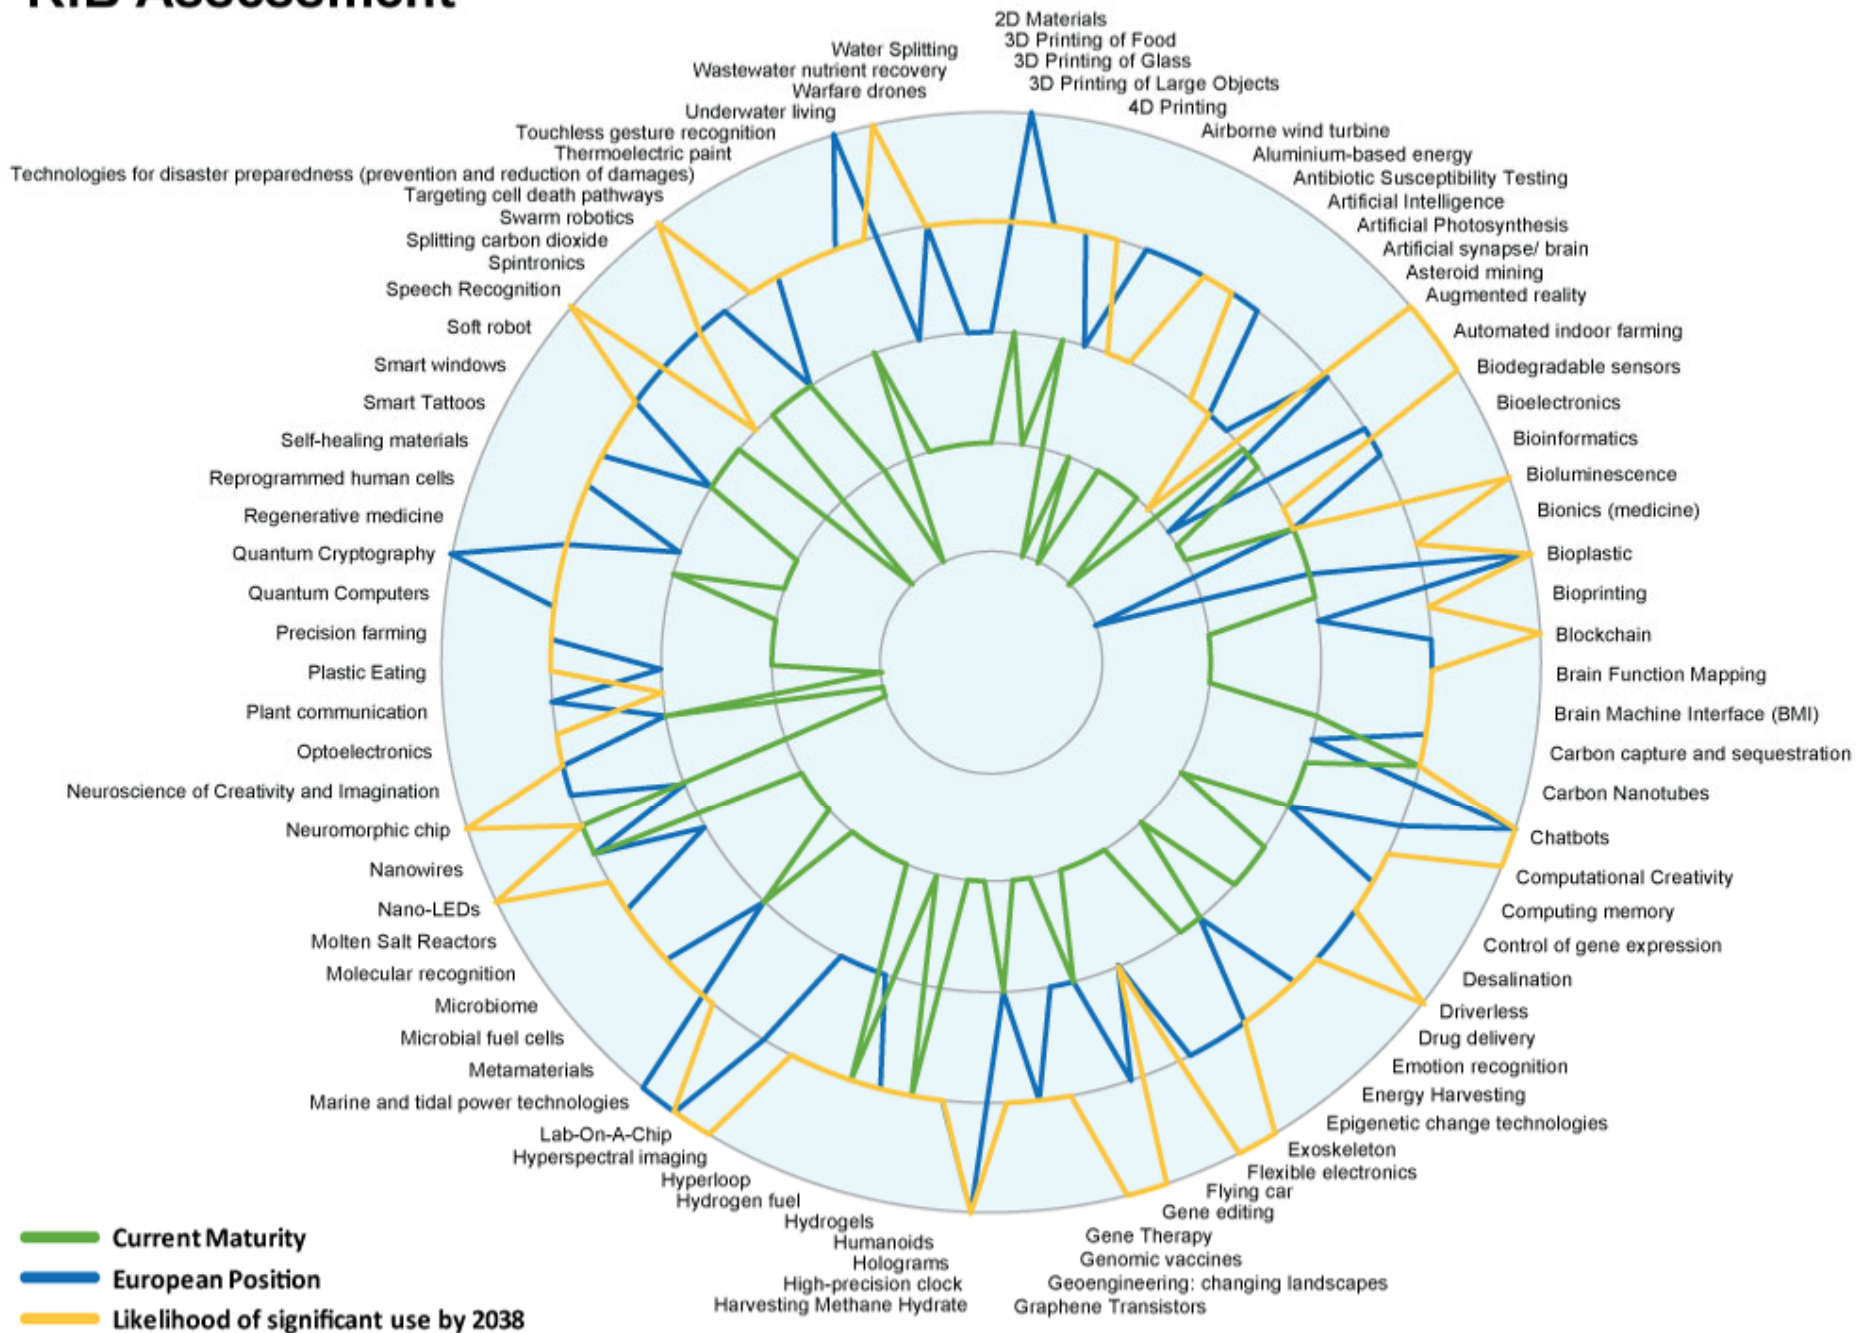 RIB Assessment
2D Materials
3D Printing of Food
3D Printing of Glass
3D Printing of Large Objects
4D Printing
Airborne wind turbine
Aluminium-based energy
Antibiotic Susceptibility Testing
Artificial Intelligence
Artificial Photosynthesis
Artificial synapse/ brain
Asteroid mining
Augmented reality
Automated indoor farming
Biodegradable sensors
Bioelectronics
Bioinformatics
Bioluminescence
Bionics (medicine)
Bioplastic
Bioprinting
Blockchain
Brain Function Mapping
Brain Machine Interface (BMI)
Carbon capture and sequestration
Carbon Nanotubes
Chatbots
Computational Creativity
Computing memory
Control of gene expression
Desalination
Driverless
Drug delivery
Emotion recognition
Energy Harvesting
Epigenetic change technologies
Exoskeleton
Flexible electronics
Flying car
Gene editing
Gene Therapy
Genomic vaccines
Geoengineering: changing landscapes
Graphene Transistors
Harvesting Methane Hydrate
High-precision clock
Holograms
Humanoids
Hydrogels
Hydrogen fuel
Hyperloop
Hyperspectral imaging
Lab-On-A-Chip
Marine and tidal power technologies
Metamaterials
Microbial fuel cells
Microbiome
Molecular recognition
Molten Salt Reactors
Nano-LEDs
Nanowires
Neuromorphic chip
Neuroscience of Creativity and Imagination
Optoelectronics
Plant communication
Plastic Eating
Precision farming
Quantum Computers
Quantum Cryptography
Regenerative medicine
Reprogrammed human cells
Self-healing materials
Smart Tattoos
Smart windows
Soft robot
Speech Recognition
Spintronics
Splitting carbon dioxide
Swarm robotics
Targeting cell death pathways
Technologies for disaster preparedness (prevention and reduction of damages)
Thermoelectric paint
Touchless gesture recognition
Underwater living
Warfare drones
Wastewater nutrient recovery
Water Splitting
Current Maturity
European Position
Likelihood of significant use by 2038